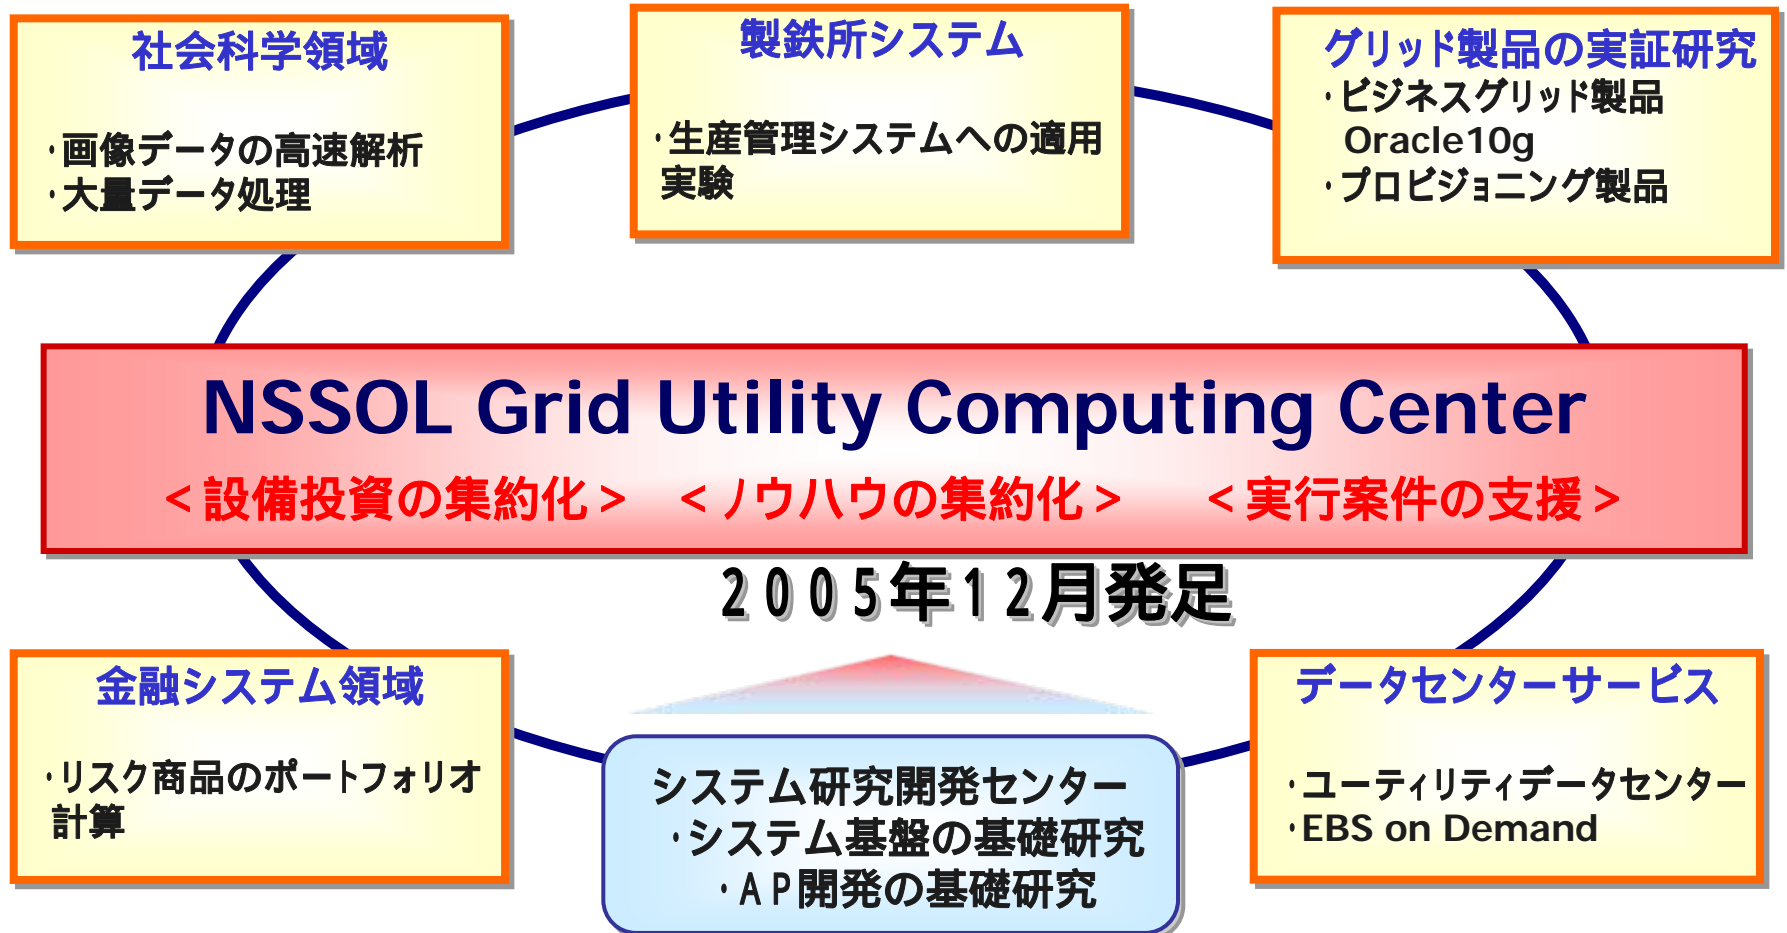 社会科学領域
・画像データの高速解析
・大量データ処理
製鉄所システム
・生産管理システムへの適用
実験
グリッド製品の実証研究
・ビジネスグリッド製品
Oracle10g
・プロビジョニング製品
NSSOL Grid Utility Computing Center
＜設備投資の集約化＞ ＜ノウハウの集約化＞ ＜実行案件の支援＞
２００５年１２月発足
金融システム領域
・リスク商品のポートフォリオ
計算
システム研究開発センター
・システム基盤の基礎研究
・ＡＰ開発の基礎研究
データセンターサービス
・ユーティリティデータセンター
・EBS on Demand